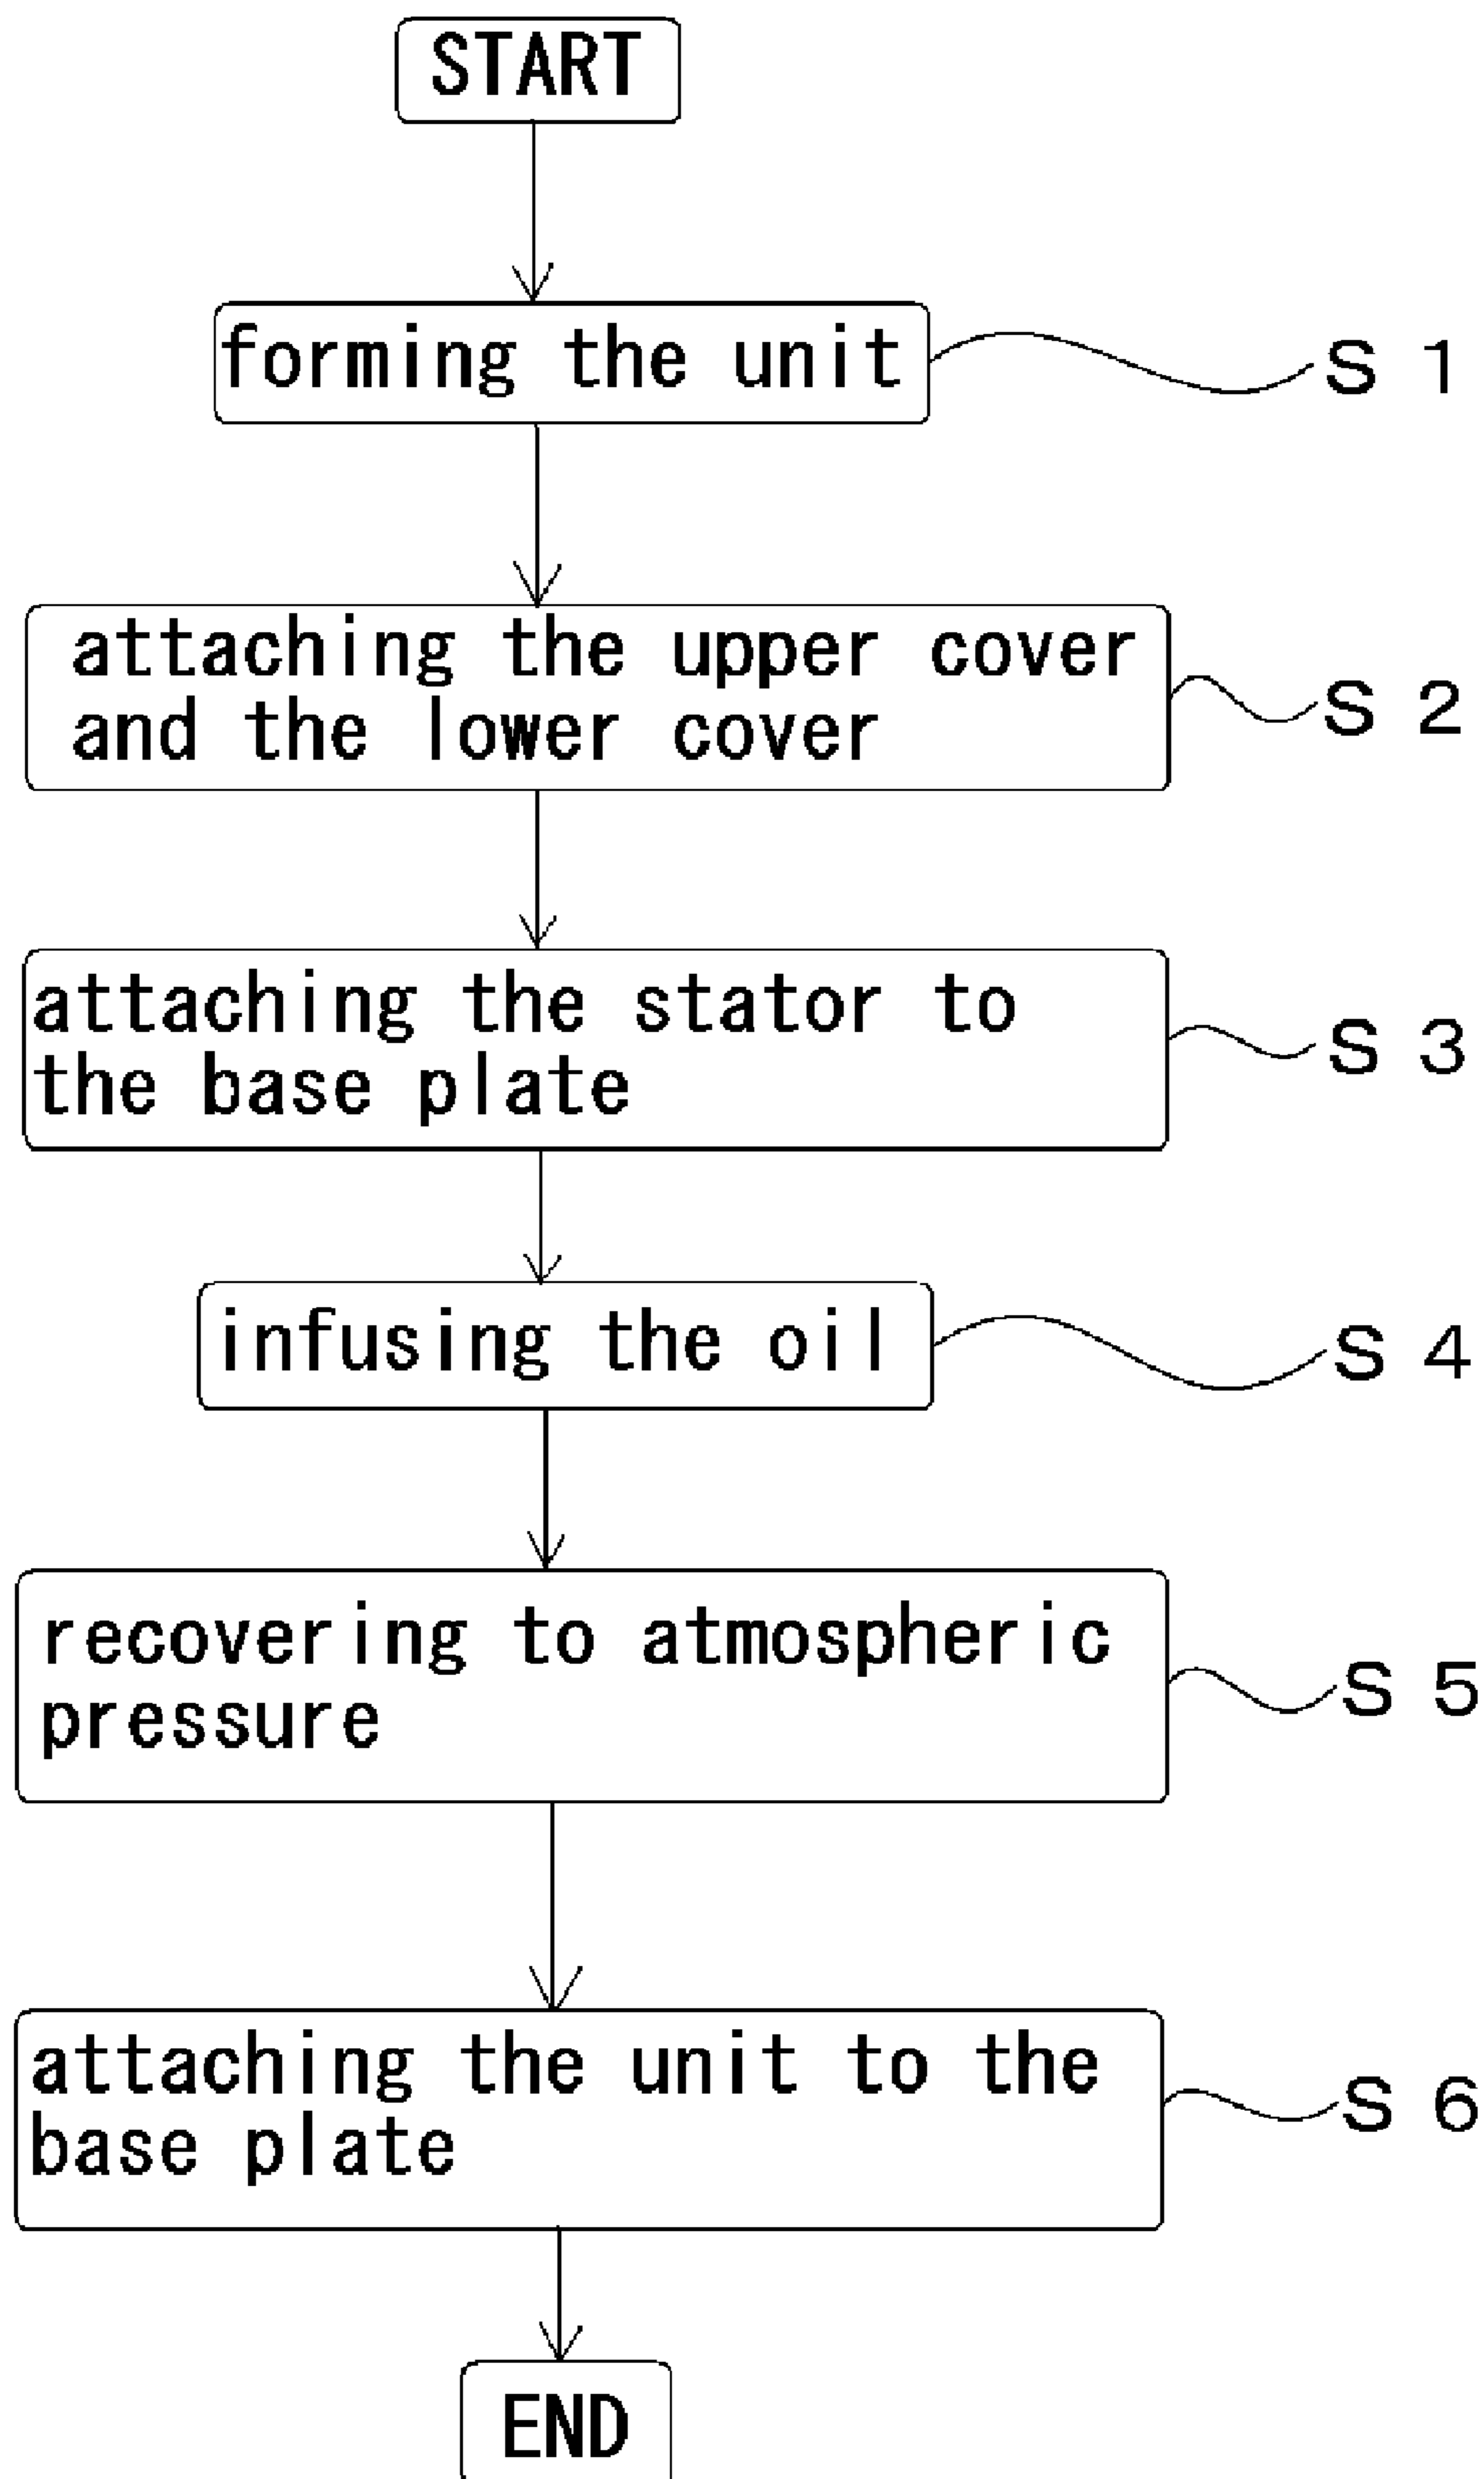 START
forming the unit
S 1
attaching the upper cover
and the lower cover
S 2
attaching the stator to
the base plate
S 3
infusing the oil
S 4
recovering to atmospheric
pressure
S 5
attaching the unit to the
base plate
S 6
END